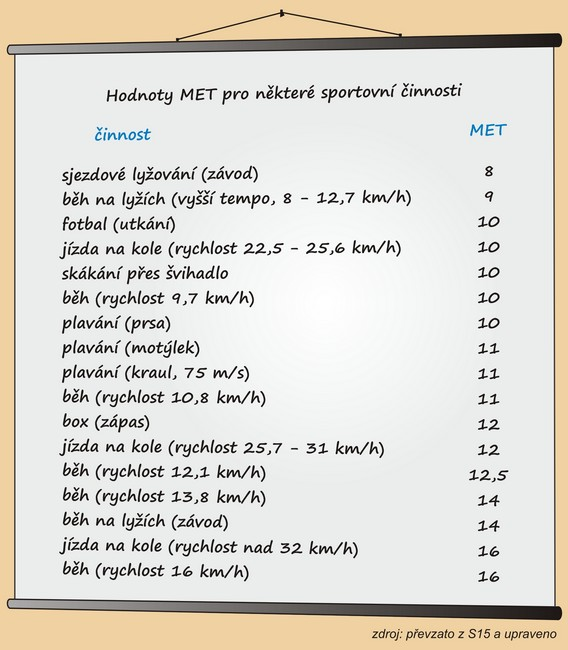 Hodnoty MET pro některé sportovní činnosti
činnost MET
sjezdové lyžování (závod) 8
běh na lyžích (vyšší tempo, 8 - 12,7 km/h) 9
fotbal (utkání) 10
jízda na kole (rychlost 22,5 - 25,6 km/h) 10
skákání přes švihadlo 10
běh (rychlost 9,7 km/h) 10
plavání (prsa) 10
plavání (motýlek) 11
plavání (kraul, 75 m/s) 11
běh (rychlost 10,8 km/h) 11
box (zápas) 12
jízda na kole (rychlost 25,7 - 31 km/h) 12
běh (rychlost 12,1 km/h) 12,5
běh (rychlost 13,8 km/h) 14
běh na lyžích (závod) 14
jízda na kole (rychlost nad 32 km/h) 16
běh (rychlost 16 km/h) 16
zdroj: převzato z S15 a upraveno